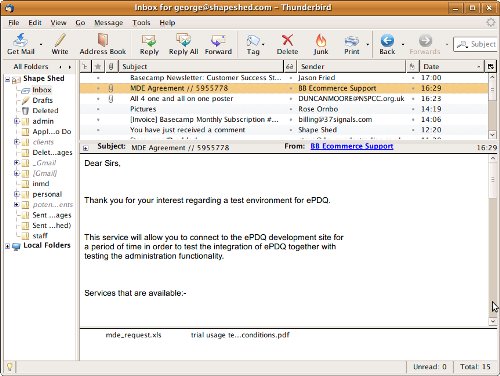 Inbox for george@shapeshed.com - Thunderbird
File Edit View Go Message Tools Help
Get Mail Write Address Book Reply Reply All Forward Tag Delete Junk Print Back Forwards Subject
All Folders Subject Sender Date
Shape Shed
Inbox
Drafts
Deleted
admin
Appl...o Do
clients
Delet...ages
_Gmail
[Gmail]
inmd
personal
poten...ents
Sent ...ages
Sent ...hed)
staff
Local Folders
Basecamp Newsletter: Customer Success St... Jason Fried 17:00
MDE Agreement // 5955778 BB Ecommerce Support 16:29
All 4 one and all on one poster DUNCANMOORE@NSPCC.org.uk 16:23
Pictures Rose Ornbo 14:19
[Invoice] Basecamp Monthly Subscription #... billing@37signals.com 14:06
You have just received a comment Shape Shed 12:20
Subject: MDE Agreement // 5955778 From: BB Ecommerce Support 16:29
Dear Sirs,
Thank you for your interest regarding a test environment for ePDQ.
This service will allow you to connect to the ePDQ development site for
a period of time in order to test the integration of ePDQ together with
testing the administration functionality.
Services that are available:-
mde_request.xls trial usage te...conditions.pdf
Unread: 0 Total: 15